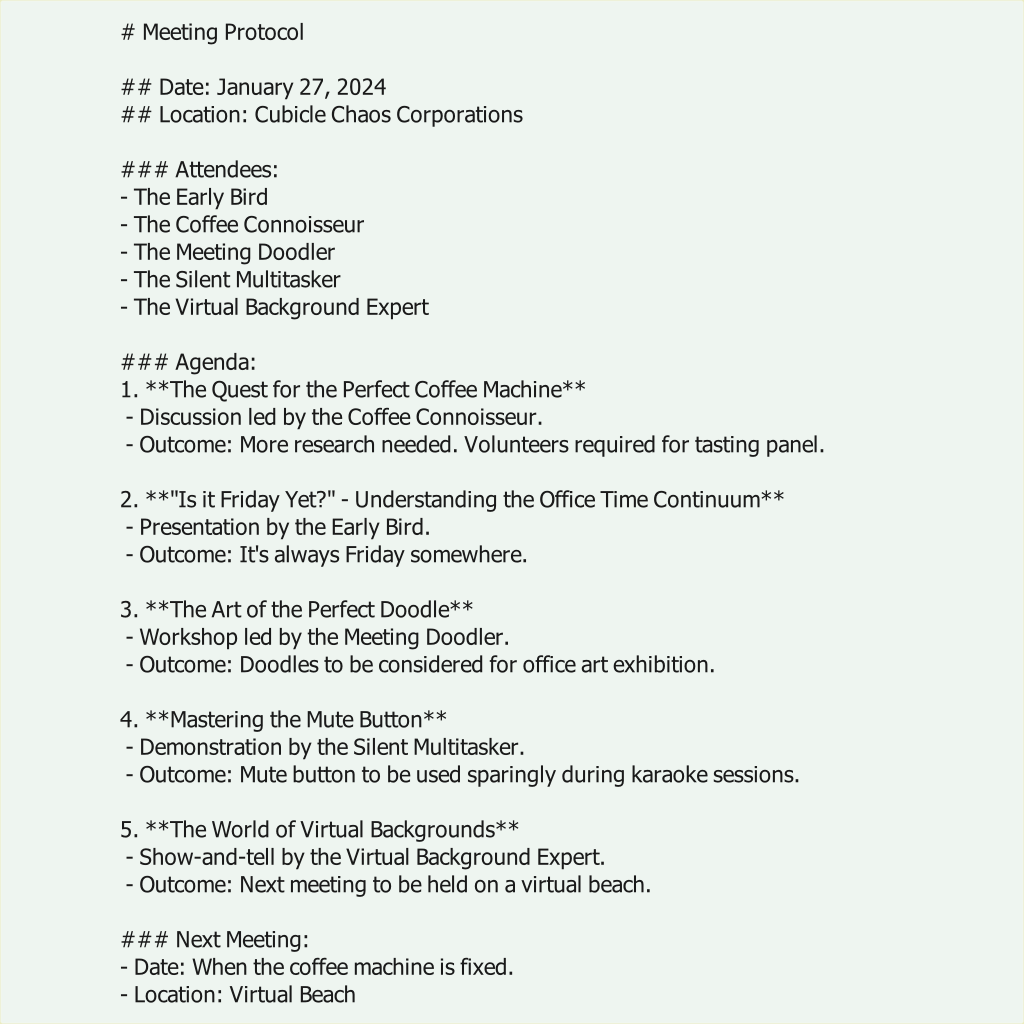 # Meeting Protocol
## Date: January 27, 2024
## Location: Cubicle Chaos Corporations
### Attendees:
- The Early Bird
- The Coffee Connoisseur
- The Meeting Doodler
- The Silent Multitasker
- The Virtual Background Expert
### Agenda:
1. **The Quest for the Perfect Coffee Machine**
- Discussion led by the Coffee Connoisseur.
- Outcome: More research needed. Volunteers required for tasting panel.
2. **"Is it Friday Yet?" - Understanding the Office Time Continuum**
- Presentation by the Early Bird.
- Outcome: It's always Friday somewhere.
3. **The Art of the Perfect Doodle**
- Workshop led by the Meeting Doodler.
- Outcome: Doodles to be considered for office art exhibition.
4. **Mastering the Mute Button**
- Demonstration by the Silent Multitasker.
- Outcome: Mute button to be used sparingly during karaoke sessions.
5. **The World of Virtual Backgrounds**
- Show-and-tell by the Virtual Background Expert.
- Outcome: Next meeting to be held on a virtual beach.
### Next Meeting:
- Date: When the coffee machine is fixed.
- Location: Virtual Beach